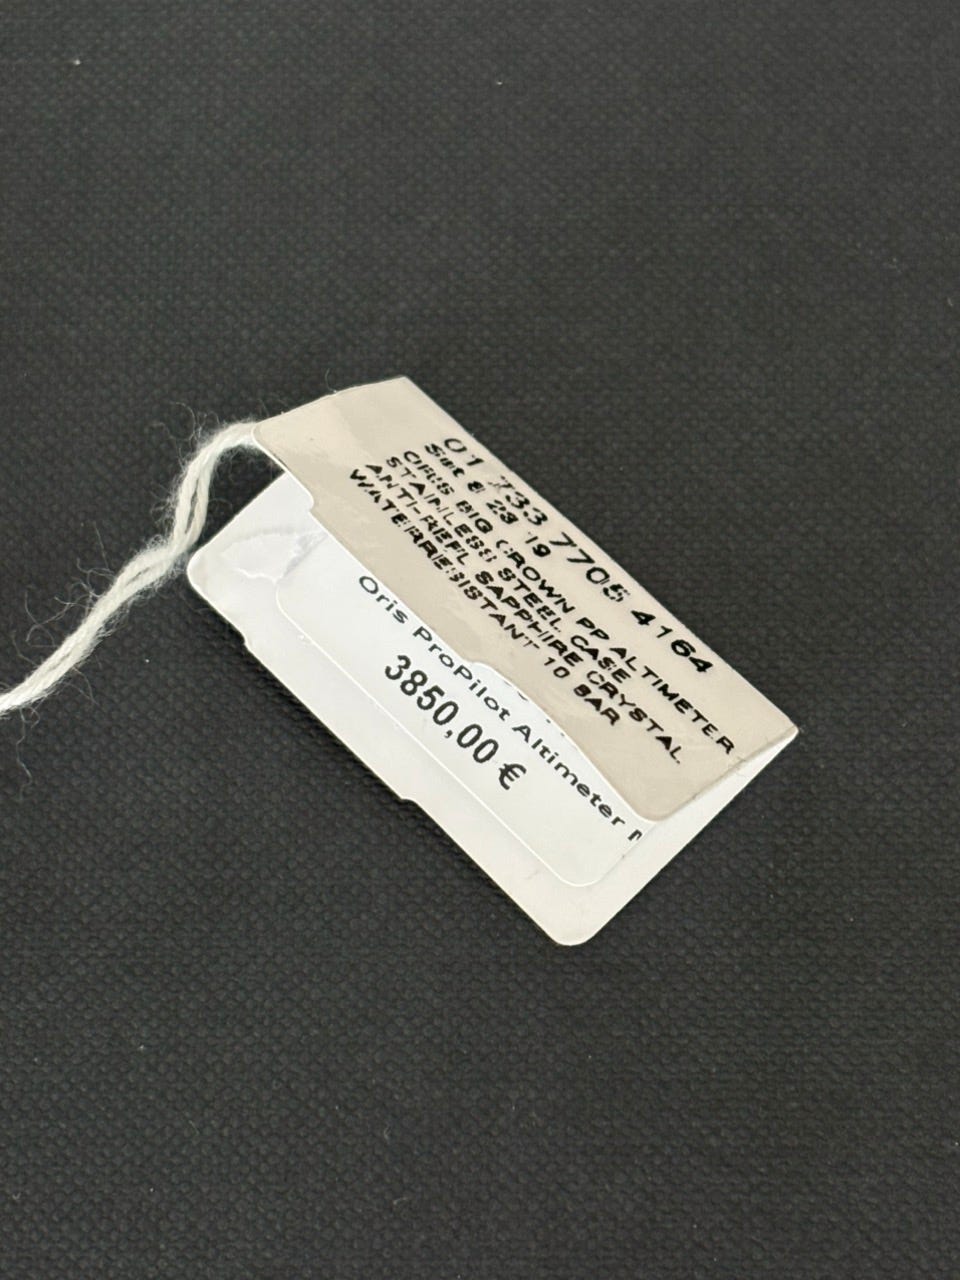 01 733 7705 4164
Set 6 23 19
ORIS BIG CROWN PP ALTIMETER
STAINLESS STEEL CASE
ANTI-REFL SAPPHIRE CRYSTAL
WATERRESISTANT 10 BAR
Oris ProPilot Altimeter
3850,00 €